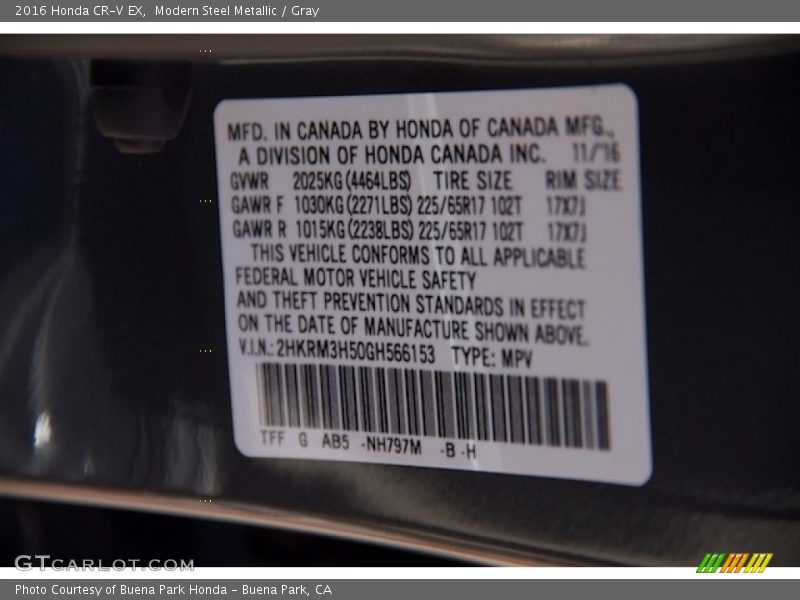 2016 Honda CR-V EX, Modern Steel Metallic / Gray
MFD. IN CANADA BY HONDA OF CANADA MFG.,
A DIVISION OF HONDA CANADA INC. 11/16
GVWR 2025KG(4464LBS) TIRE SIZE RIM SIZE
GAWR F 1030KG(2271LBS) 225/65R17 102T 17X7J
GAWR R 1015KG(2238LBS) 225/65R17 102T 17X7J
THIS VEHICLE CONFORMS TO ALL APPLICABLE
FEDERAL MOTOR VEHICLE SAFETY
AND THEFT PREVENTION STANDARDS IN EFFECT
ON THE DATE OF MANUFACTURE SHOWN ABOVE.
V.I.N.: 2HKRM3H50GH566153 TYPE: MPV
TFF G AB5 -NH797M -B -H
GTCARLOT.COM
Photo Courtesy of Buena Park Honda - Buena Park, CA